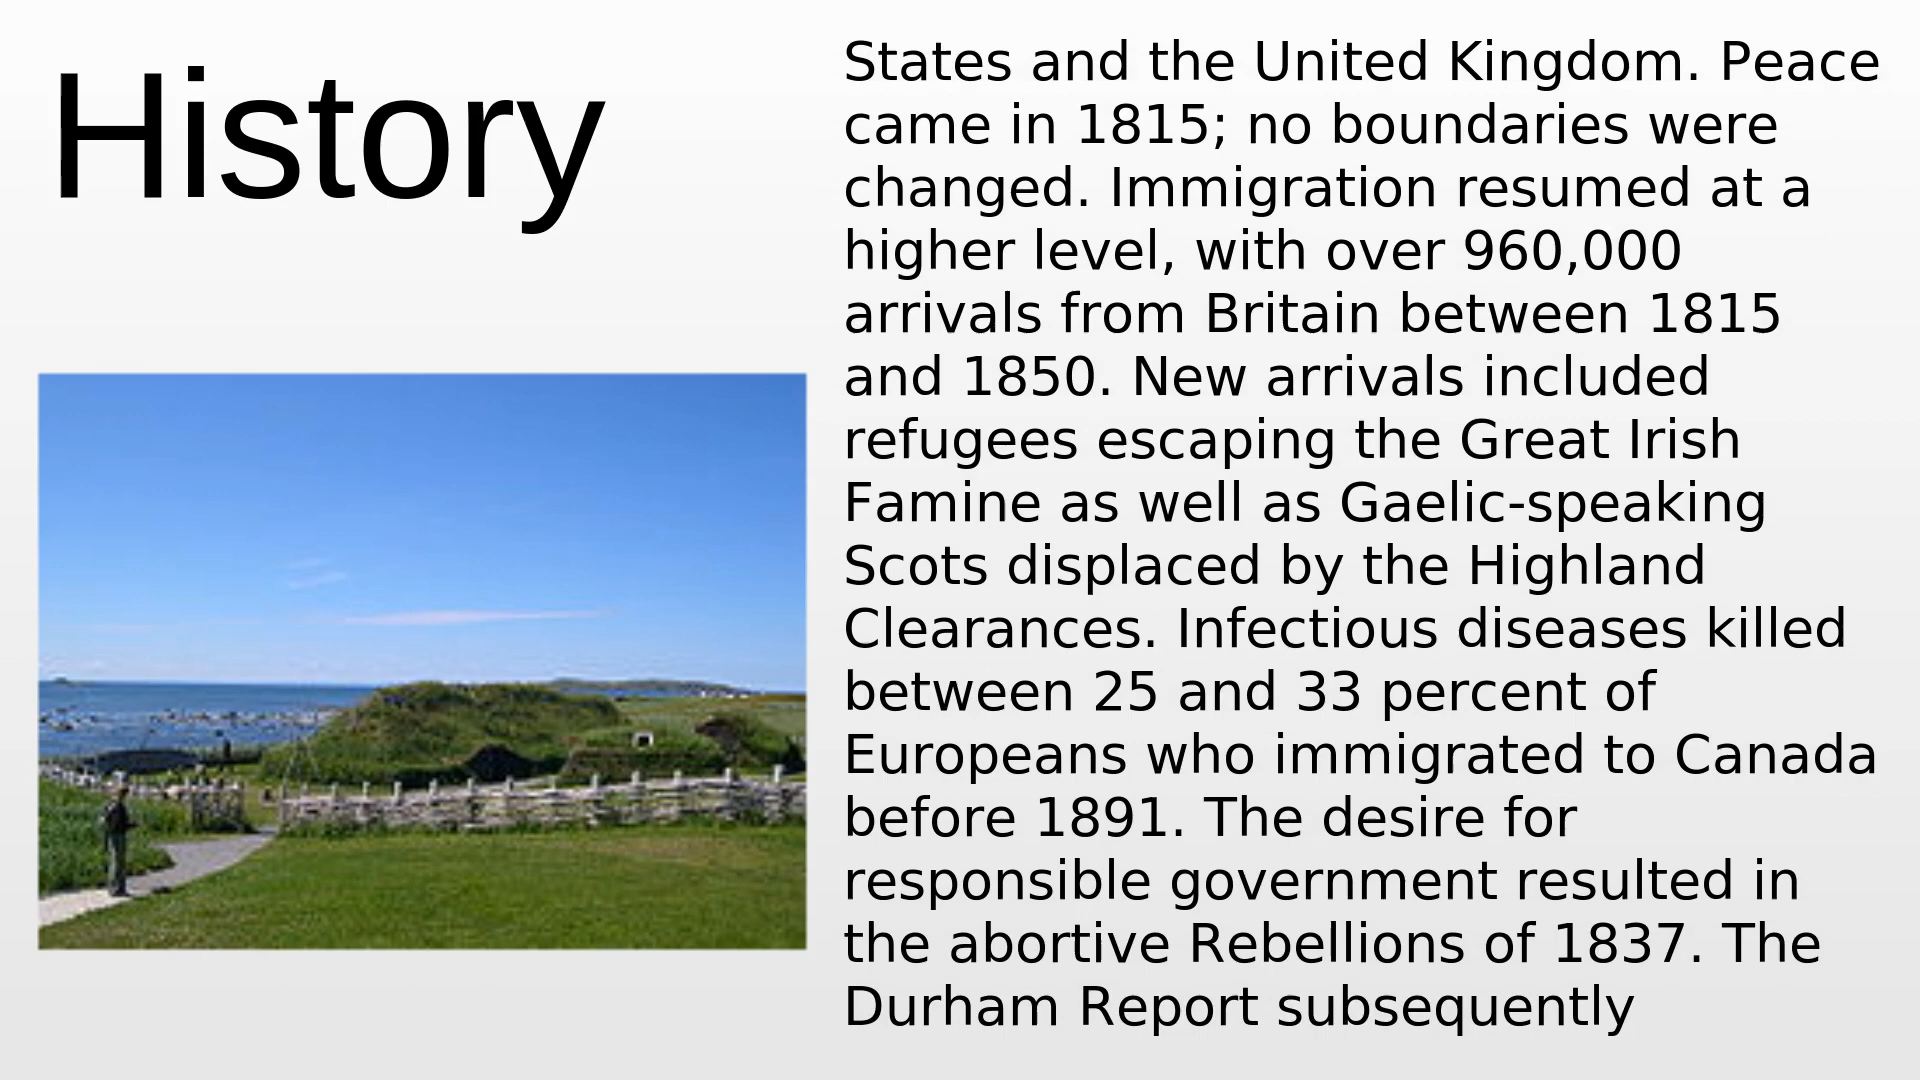 History
States and the United Kingdom. Peace
came in 1815; no boundaries were
changed. Immigration resumed at a
higher level, with over 960,000
arrivals from Britain between 1815
and 1850. New arrivals included
refugees escaping the Great Irish
Famine as well as Gaelic-speaking
Scots displaced by the Highland
Clearances. Infectious diseases killed
between 25 and 33 percent of
Europeans who immigrated to Canada
before 1891. The desire for
responsible government resulted in
the abortive Rebellions of 1837. The
Durham Report subsequently